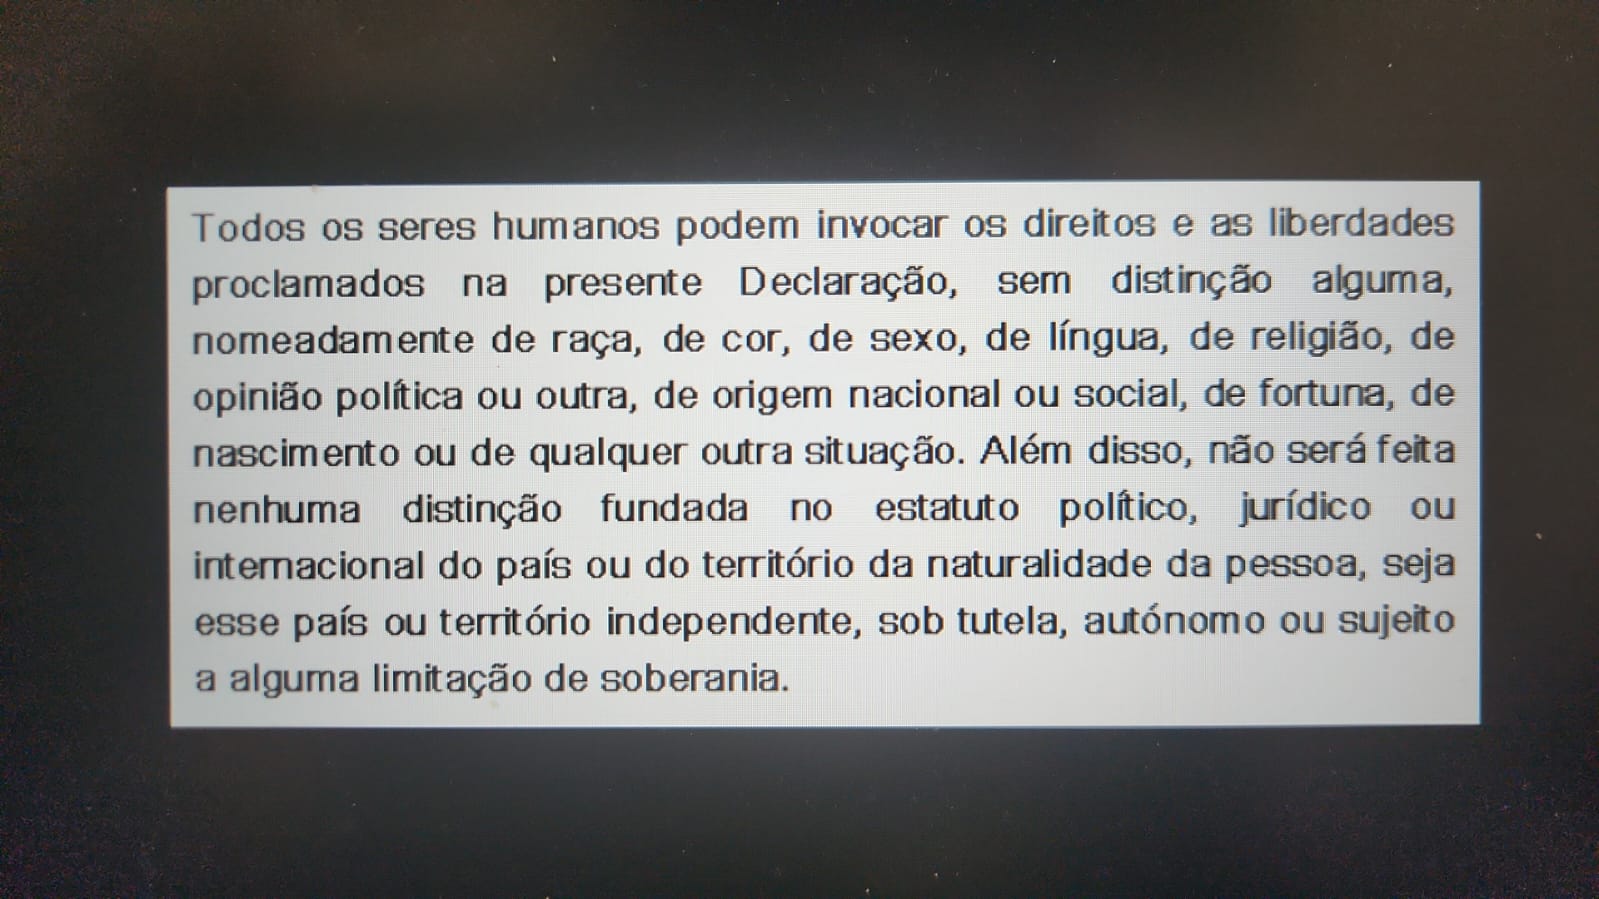 Todos os seres humanos podem invocar os direitos e as liberdades
proclamados na presente Declaração, sem distinção alguma,
nomeadamente de raça, de cor, de sexo, de língua, de religião, de
opinião política ou outra, de origem nacional ou social, de fortuna, de
nascimento ou de qualquer outra situação. Além disso, não será feita
nenhuma distinção fundada no estatuto político, jurídico ou
internacional do país ou do território da naturalidade da pessoa, seja
esse país ou território independente, sob tutela, autónomo ou sujeito
a alguma limitação de soberania.